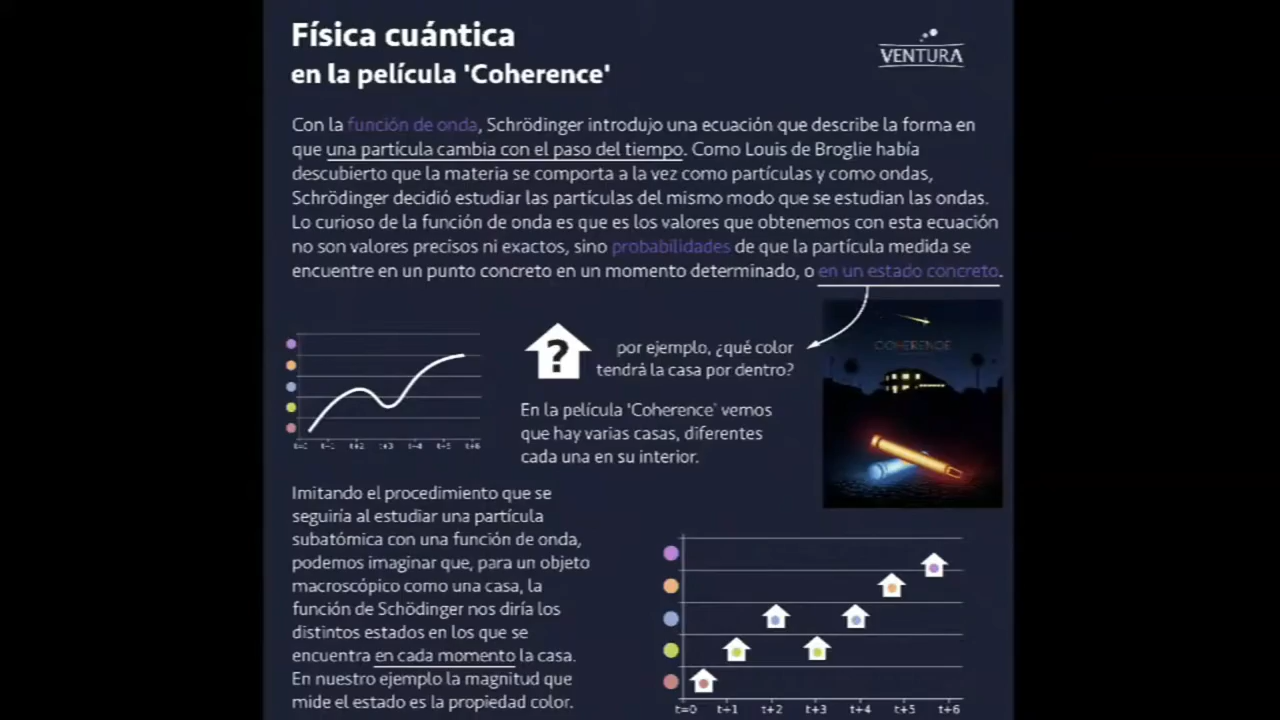 Física cuántica
en la película 'Coherence'
VENTURA
Con la función de onda, Schrödinger introdujo una ecuación que describe la forma en
que una partícula cambia con el paso del tiempo. Como Louis de Broglie había
descubierto que la materia se comporta a la vez como partículas y como ondas,
Schrödinger decidió estudiar las partículas del mismo modo que se estudian las ondas.
Lo curioso de la función de onda es que es los valores que obtenemos con esta ecuación
no son valores precisos ni exactos, sino probabilidades de que la partícula medida se
encuentre en un punto concreto en un momento determinado, o en un estado concreto.
?
por ejemplo, ¿qué color
tendrá la casa por dentro?
COHERENCE
En la película 'Coherence' vemos
que hay varias casas, diferentes
cada una en su interior.
t+2 t+3 t+4 t+5 t+6
Imitando el procedimiento que se
seguiría al estudiar una partícula
subatómica con una función de onda,
podemos imaginar que, para un objeto
macroscópico como una casa, la
función de Schödinger nos diría los
distintos estados en los que se
encuentra en cada momento la casa.
En nuestro ejemplo la magnitud que
mide el estado es la propiedad color.
t=0 t+1 t+2 t+3 t+4 t+5 t+6